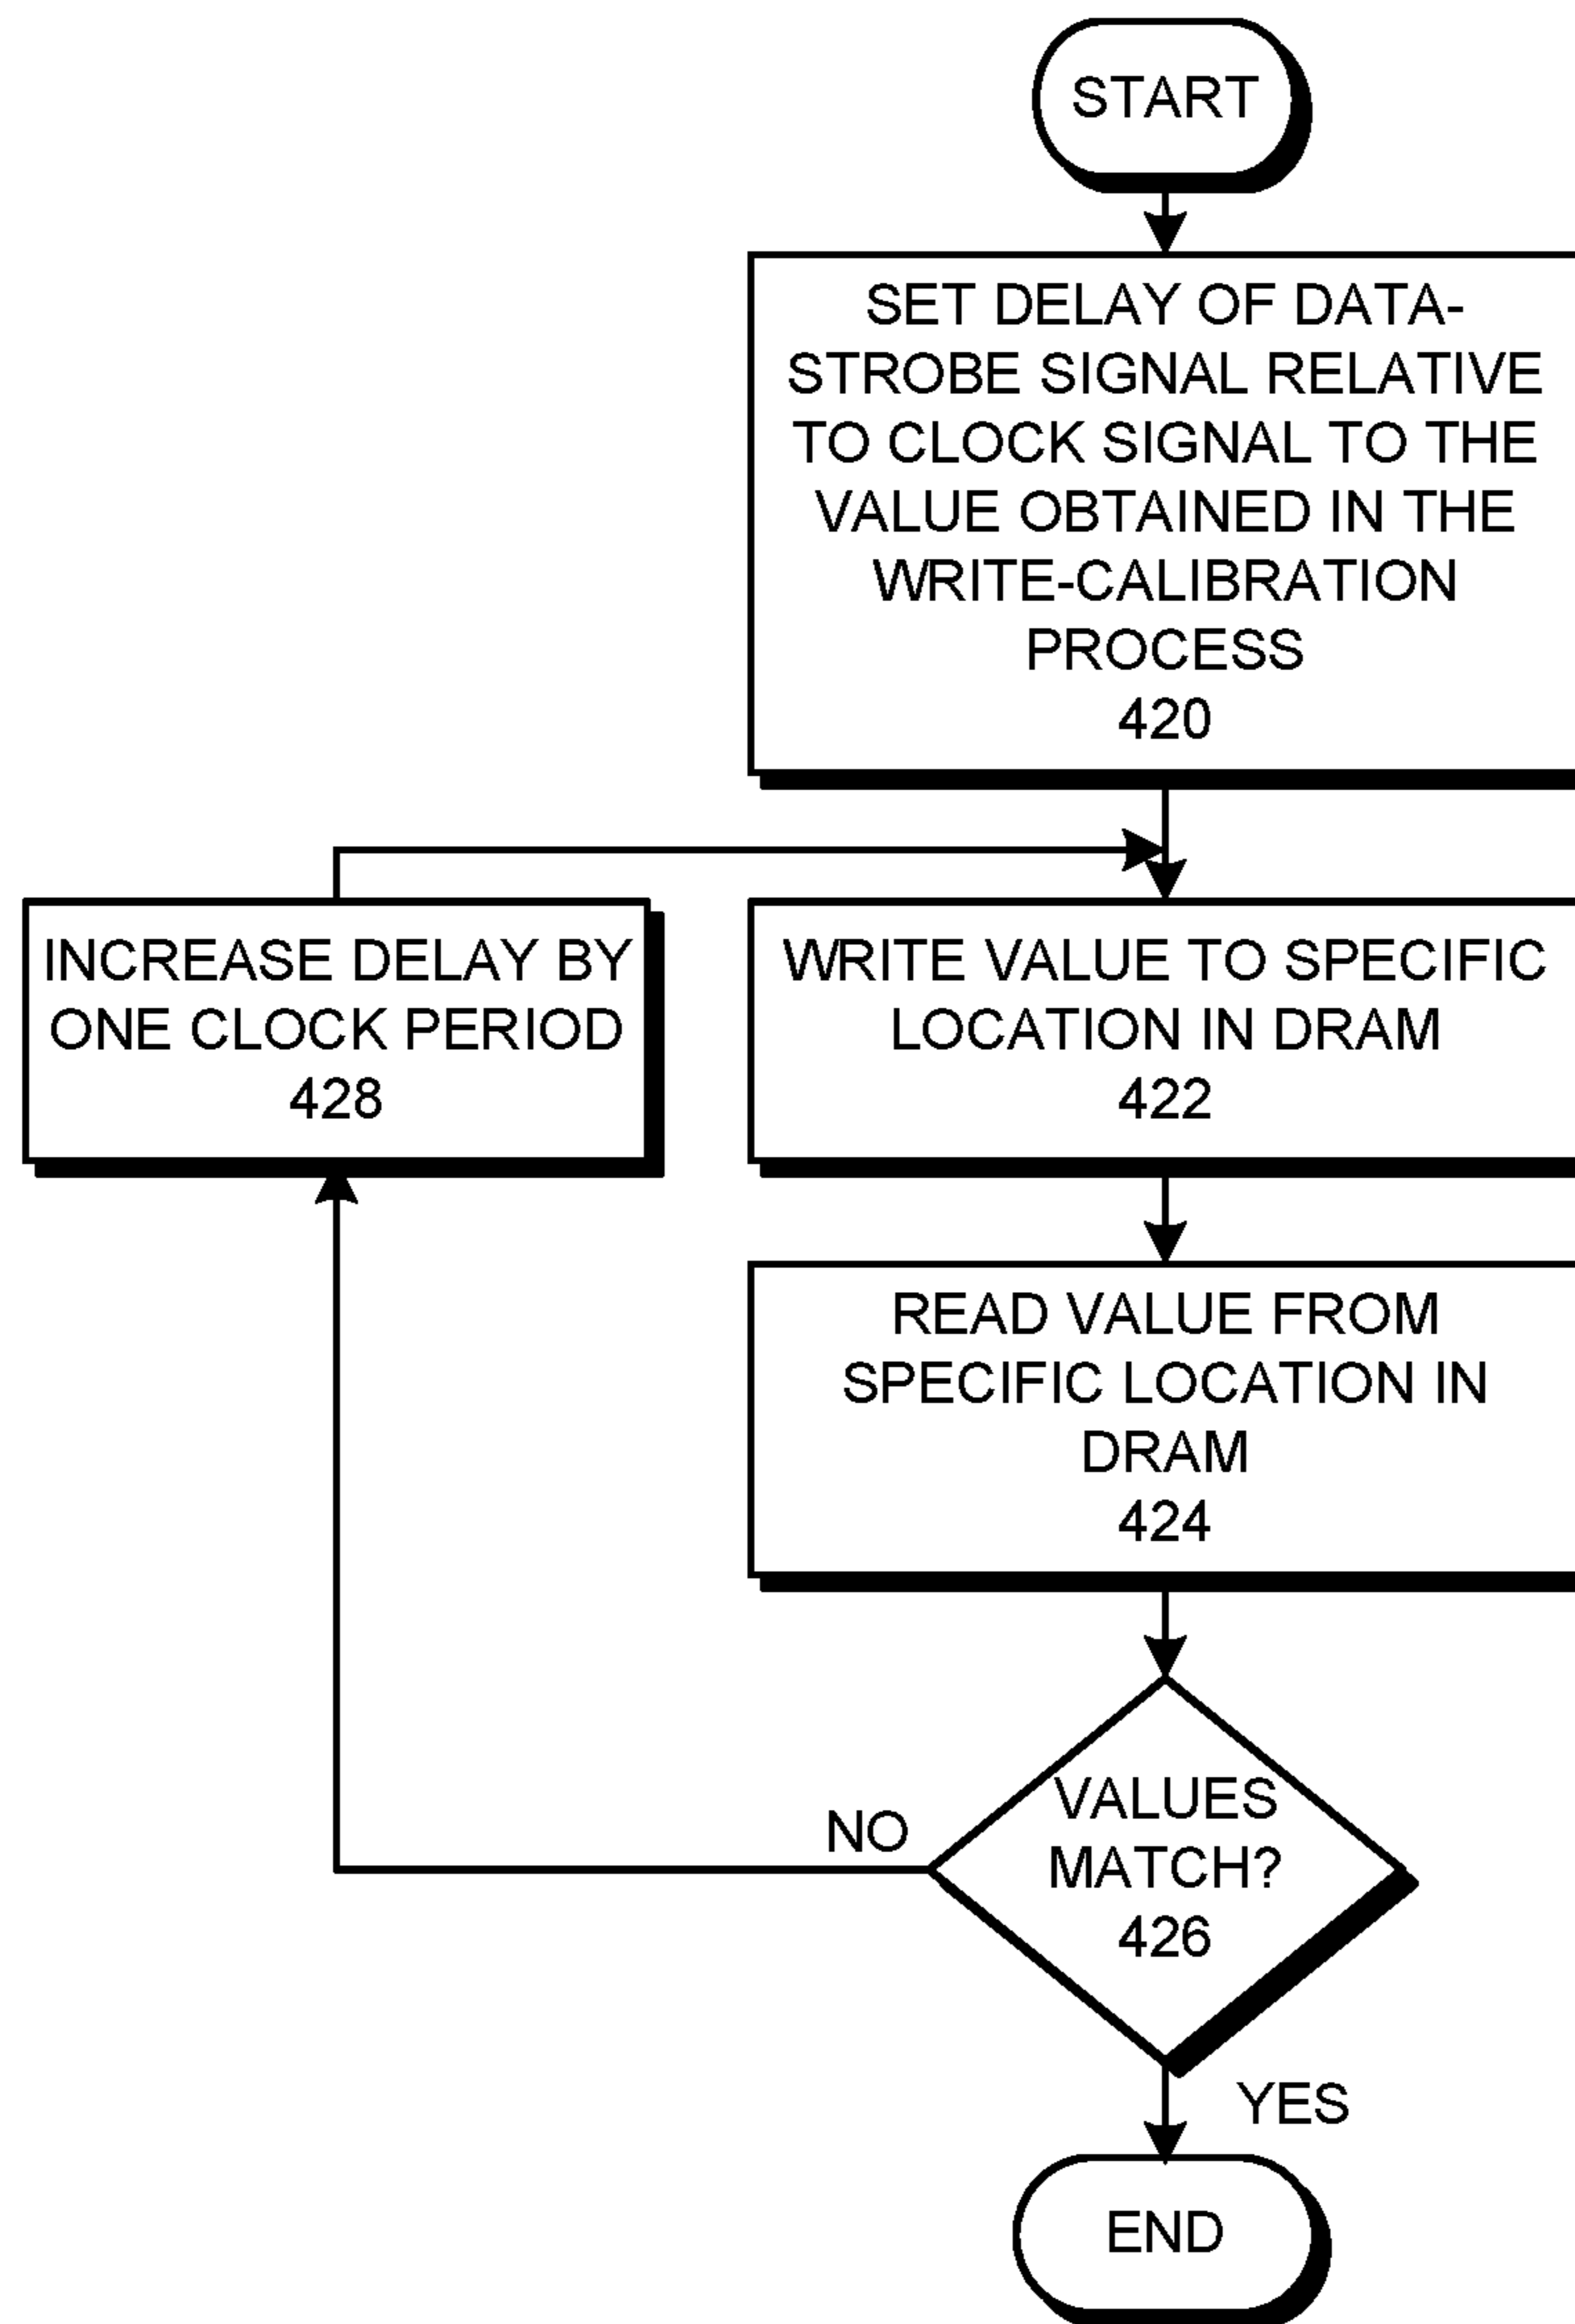 START
SET DELAY OF DATA-
STROBE SIGNAL RELATIVE
TO CLOCK SIGNAL TO THE
VALUE OBTAINED IN THE
WRITE-CALIBRATION
PROCESS
420
INCREASE DELAY BY
ONE CLOCK PERIOD
428
WRITE VALUE TO SPECIFIC
LOCATION IN DRAM
422
READ VALUE FROM
SPECIFIC LOCATION IN
DRAM
424
VALUES
MATCH?
426
NO
YES
END